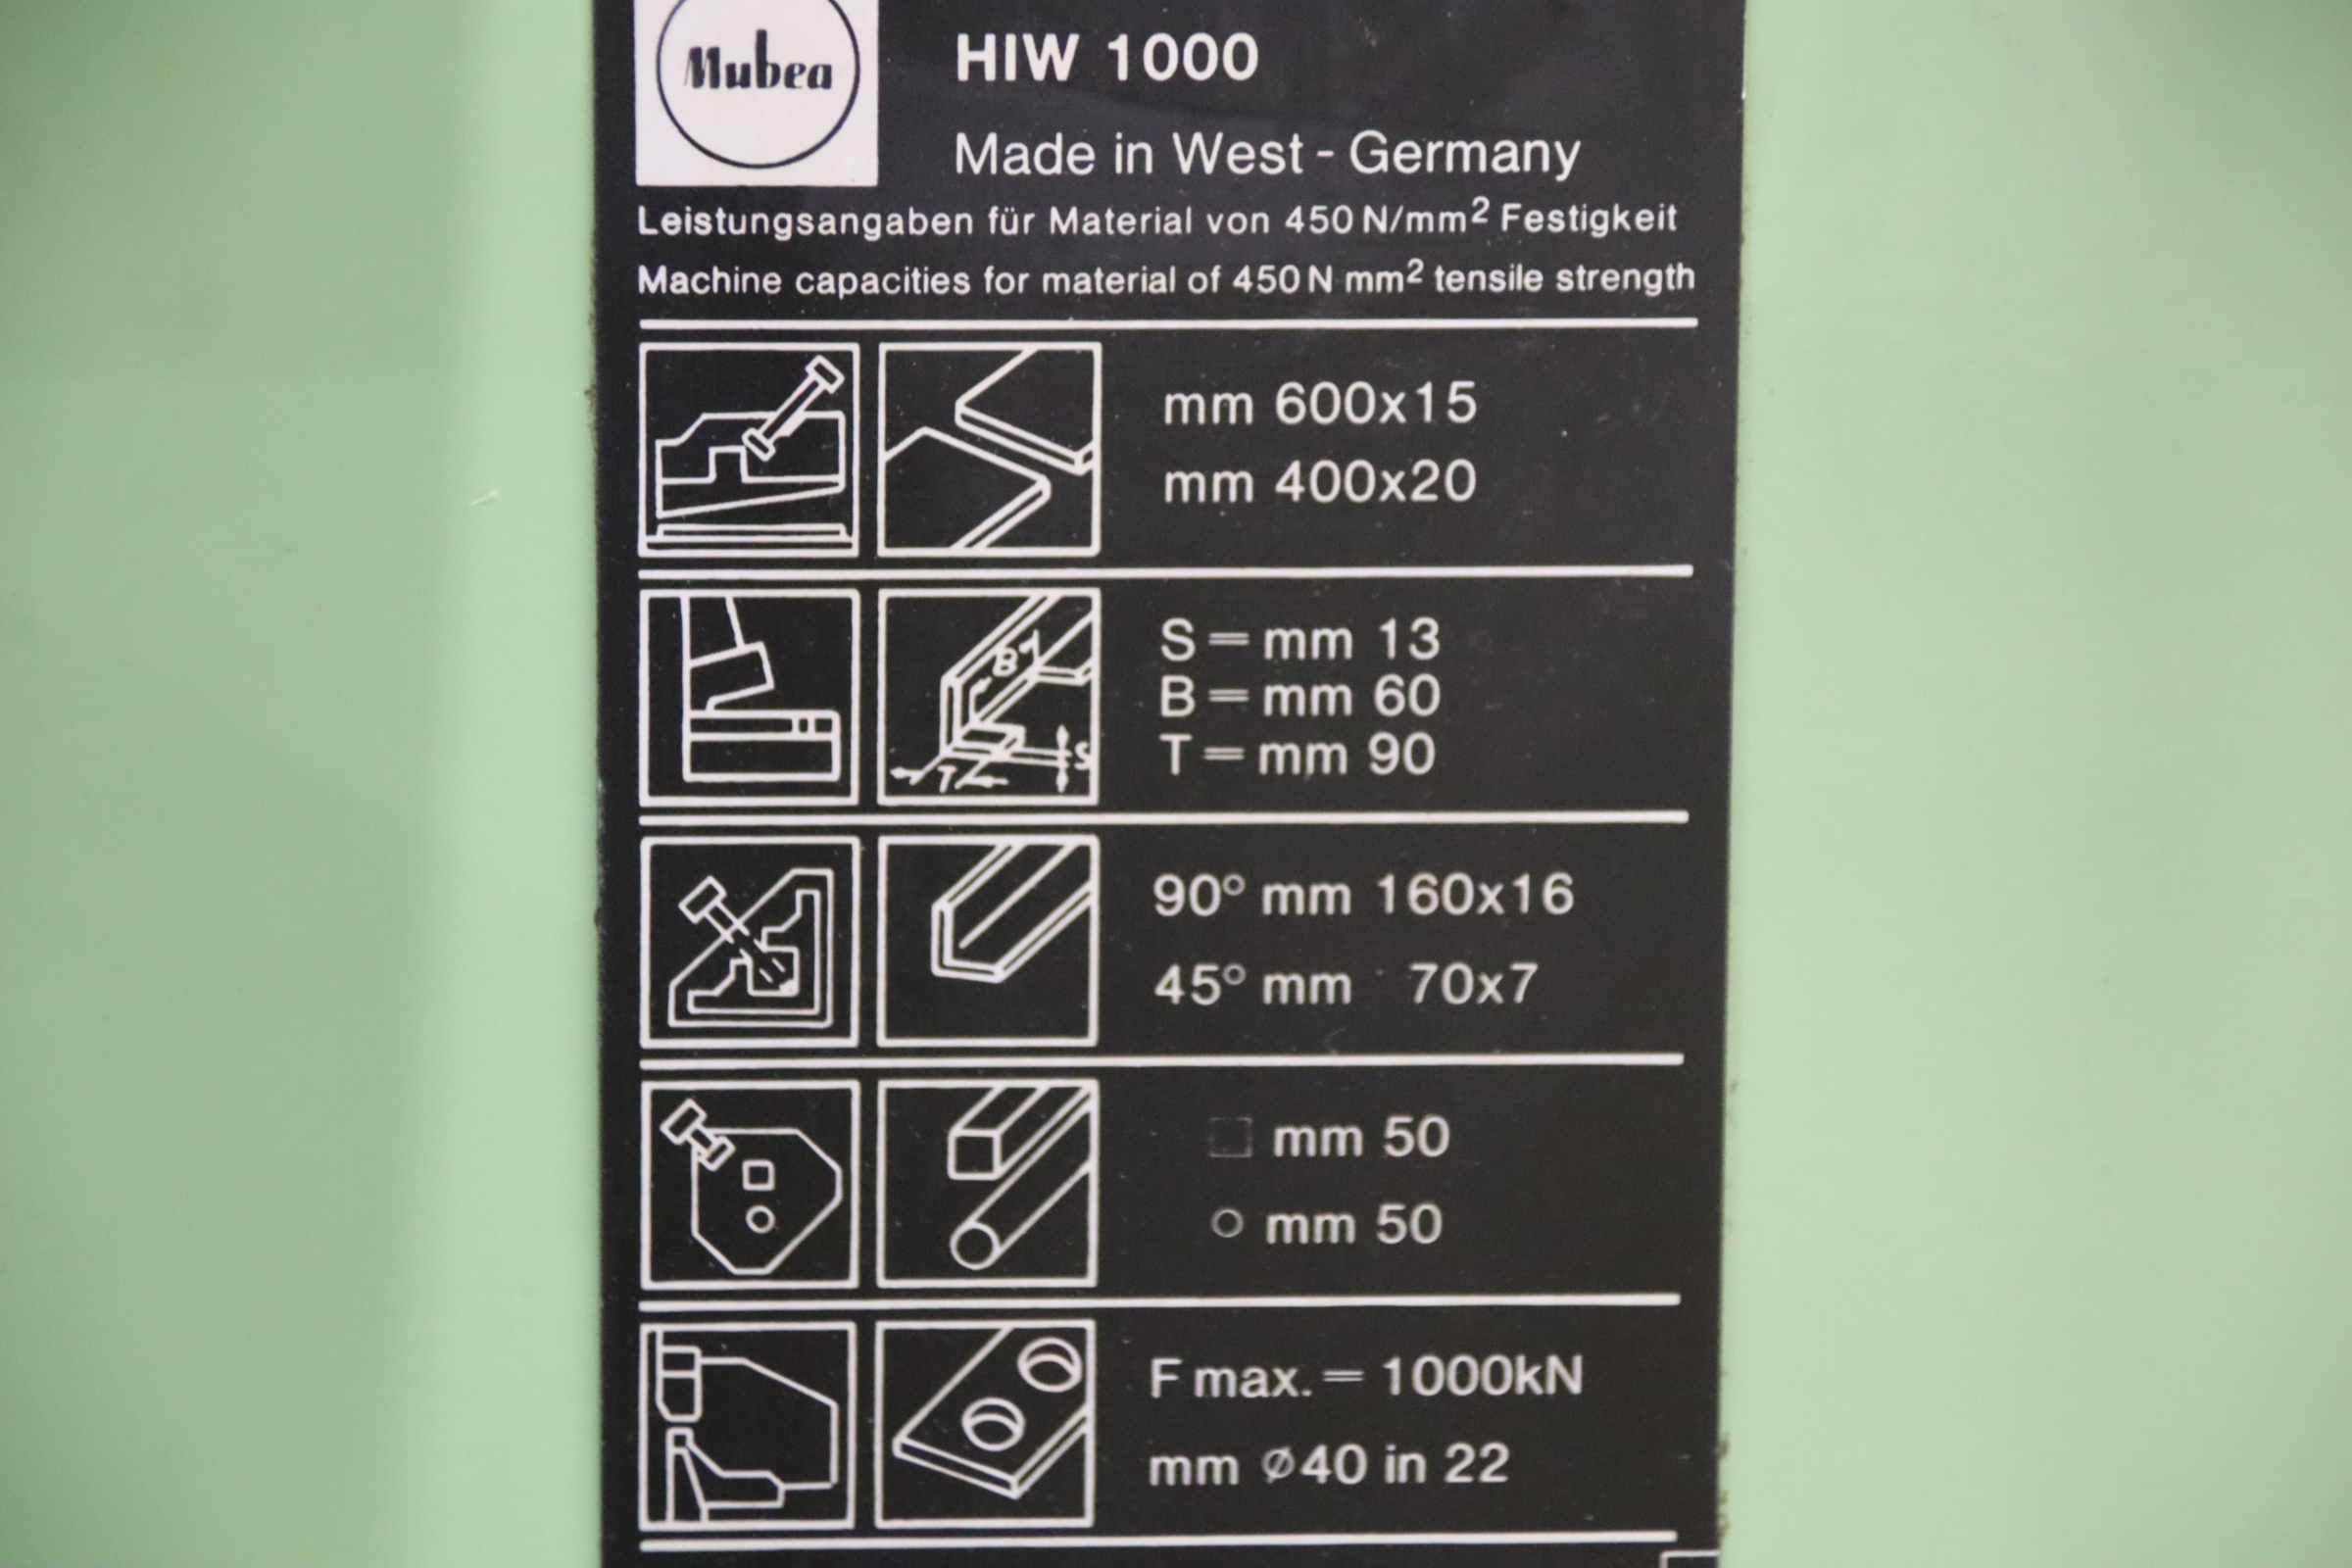 Mubea
HIW 1000
Made in West - Germany
Leistungsangaben für Material von 450 N/mm² Festigkeit
Machine capacities for material of 450 N mm² tensile strength
mm 600x15
mm 400x20
B
S
T
S = mm 13
B = mm 60
T = mm 90
90° mm 160x16
45° mm 70x7
□ mm 50
○ mm 50
F max. = 1000kN
mm ⌀40 in 22